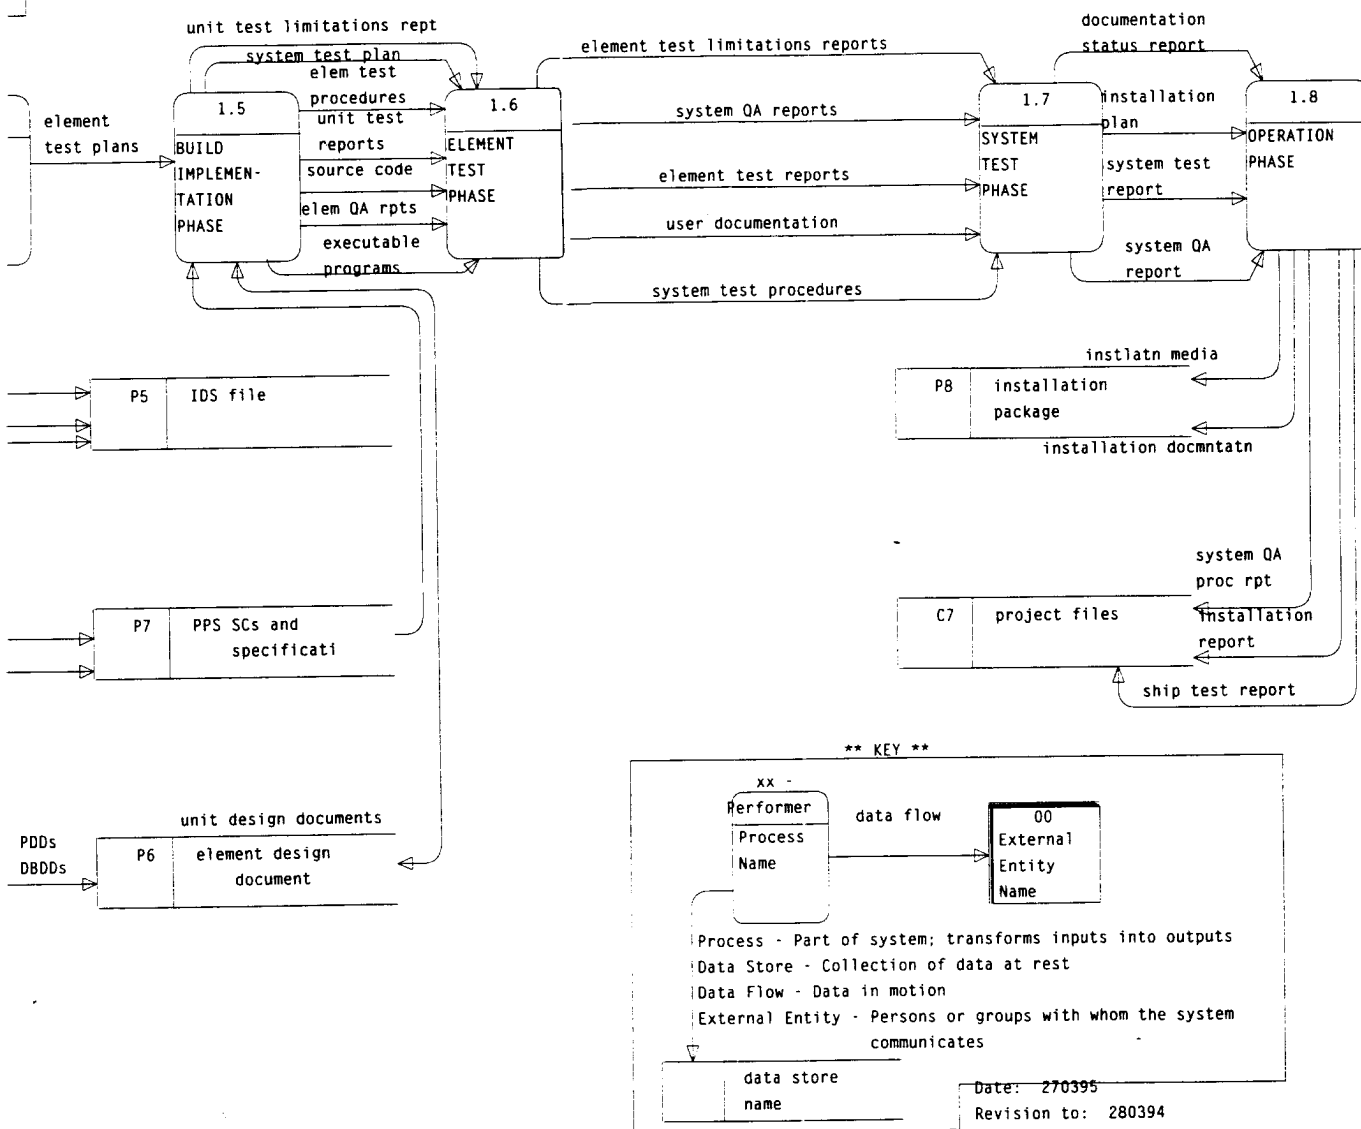 unit test limitations rept
system test plan
elem test
procedures
unit test
reports
source code
elem QA rpts
executable
programs
element
test plans
1.5
BUILD
IMPLEMEN-
TATION
PHASE
1.6
ELEMENT
TEST
PHASE
element test limitations reports
system QA reports
element test reports
user documentation
system test procedures
1.7
SYSTEM
TEST
PHASE
documentation
status report
installation
plan
system test
report
system QA
report
1.8
OPERATION
PHASE
P5 IDS file
instlatn media
P8 installation
package
installation docmntatn
P7 PPS SCs and
specificati
system QA
proc rpt
C7 project files
installation
report
ship test report
unit design documents
PDDs
DBDDs
P6 element design
document
** KEY **
xx -
Performer
Process
Name
data flow
00
External
Entity
Name
Process - Part of system; transforms inputs into outputs
Data Store - Collection of data at rest
Data Flow - Data in motion
External Entity - Persons or groups with whom the system
communicates
data store
name
Date: 270395
Revision to: 280394